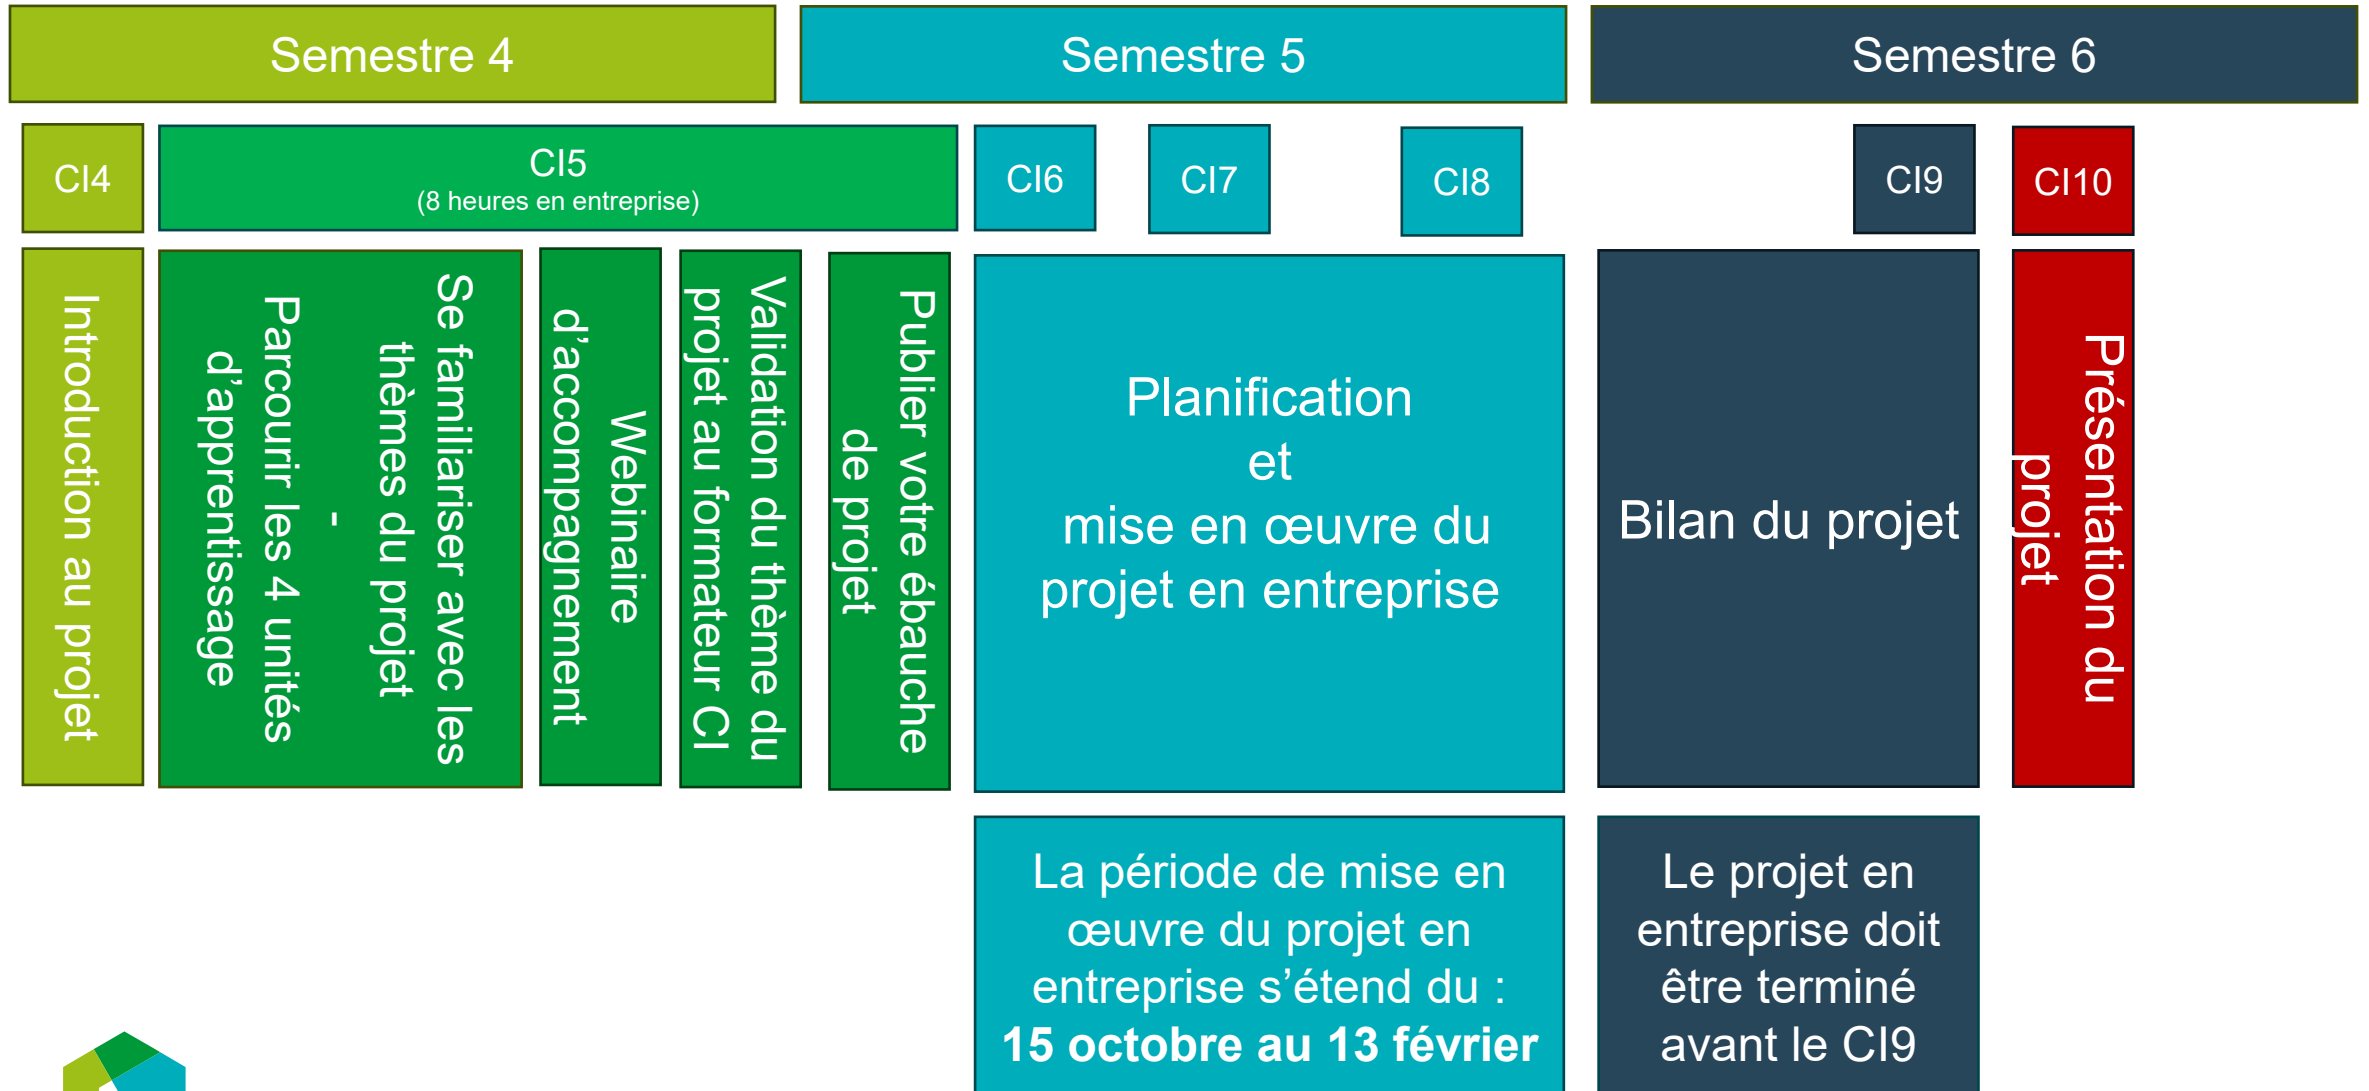 Semestre 4
Semestre 5
Semestre 6
CI4
CI5
(8 heures en entreprise)
CI6
CI7
CI8
CI9
CI10
Introduction au projet
Se familiariser avec les
thèmes du projet
-
Parcourir les 4 unités
d’apprentissage
Webinaire
d’accompagnement
Validation du thème du
projet au formateur CI
Publier votre ébauche
de projet
Planification
et
mise en œuvre du
projet en entreprise
Bilan du projet
Présentation du
projet
La période de mise en
œuvre du projet en
entreprise s’étend du :
15 octobre au 13 février
Le projet en
entreprise doit
être terminé
avant le CI9